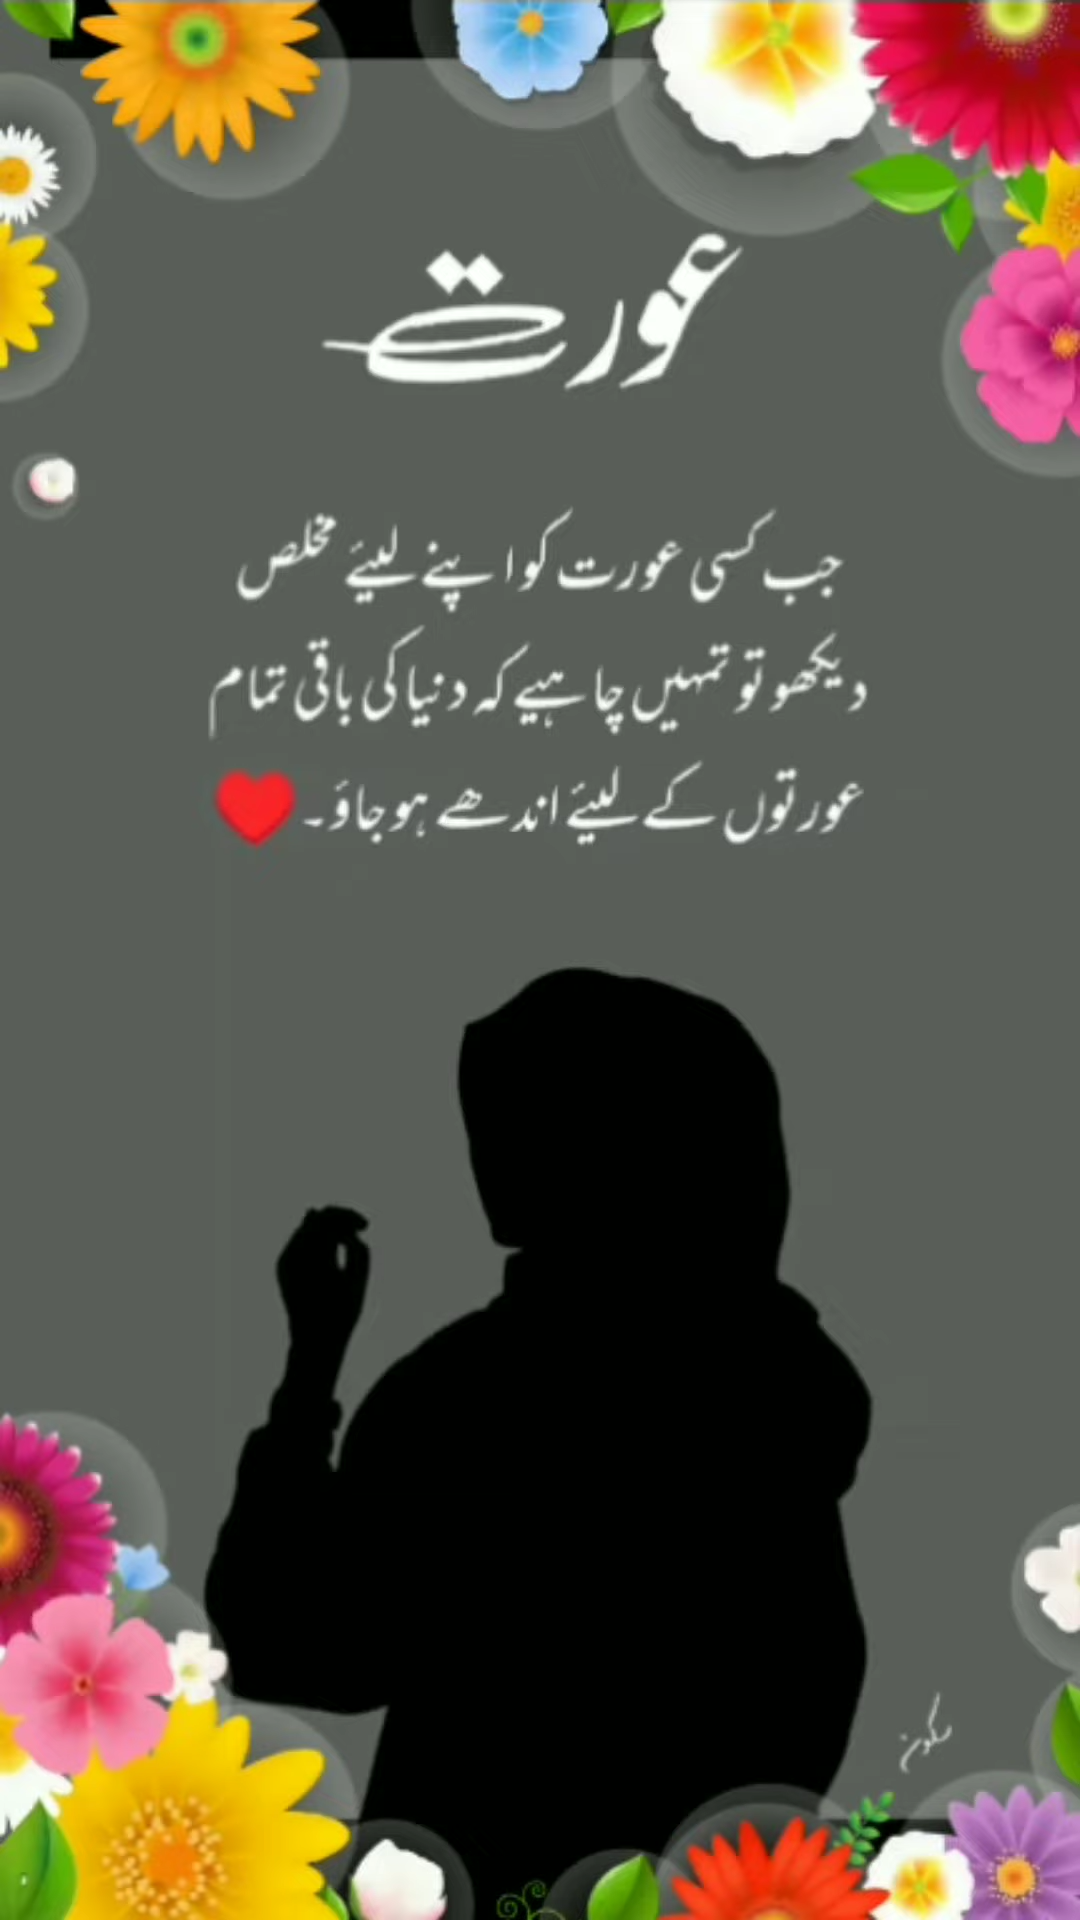 عورت
جب کسی عورت کو اپنے لیئے مخلص
دیکھو تو تمہیں چاہیے کہ دنیا کی باقی تمام
عورتوں کے لیئے اندھے ہو جاؤ۔ ❤️
سکون